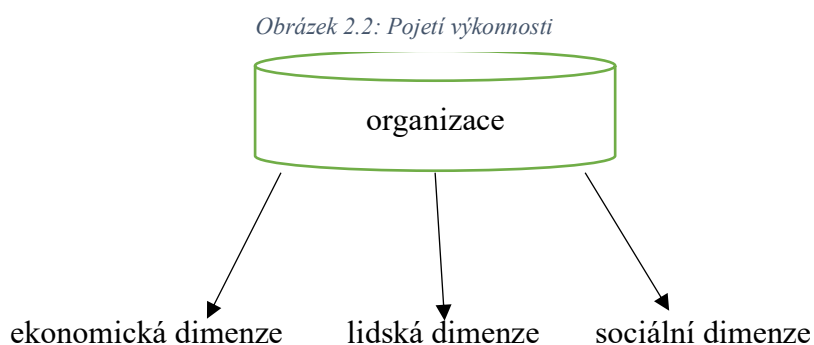 Obrázek 2.2: Pojetí výkonnosti
organizace
ekonomická dimenze lidská dimenze sociální dimenze